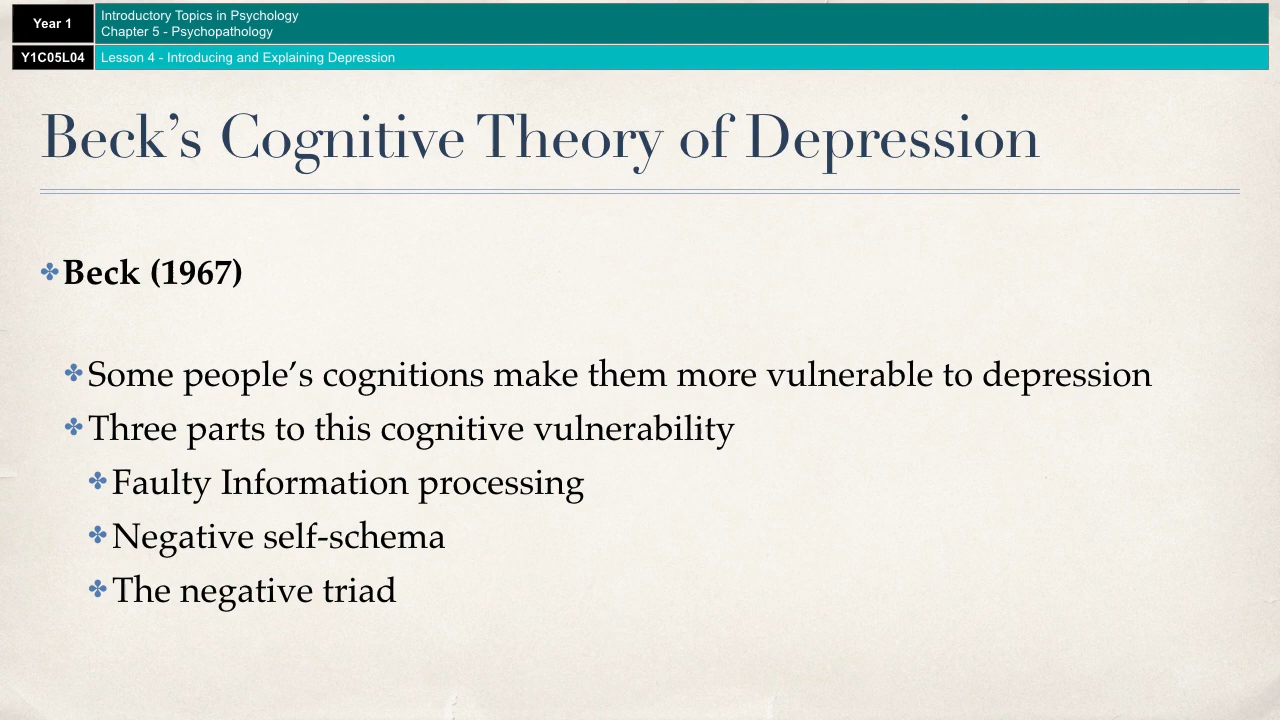 Year 1
Introductory Topics in Psychology
Chapter 5 - Psychopathology
Y1C05L04
Lesson 4 - Introducing and Explaining Depression
Beck’s Cognitive Theory of Depression
Beck (1967)
Some people’s cognitions make them more vulnerable to depression
Three parts to this cognitive vulnerability
Faulty Information processing
Negative self-schema
The negative triad